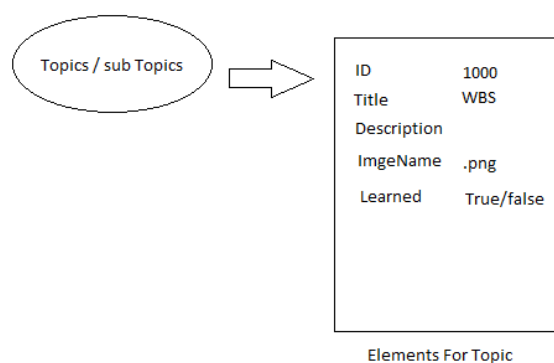 Topics / sub Topics
ID 1000
Title WBS
Description
ImgeName .png
Learned True/false
Elements For Topic